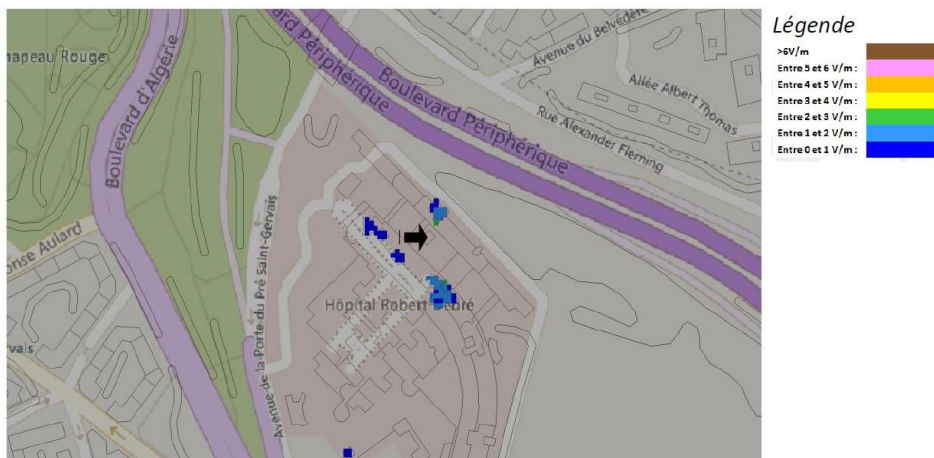 Légende
>6V/m
Entre 5 et 6 V/m :
Entre 4 et 5 V/m :
Entre 3 et 4 V/m :
Entre 2 et 3 V/m :
Entre 1 et 2 V/m :
Entre 0 et 1 V/m :
hapeau Rouge
Boulevard d'Algérie
ard Périphérique
Boulevard Périphérique
Avenue du Belvédère
Allée Albert Thomas
Rue Alexander Fleming
onse Aulard
Avenue de la Porte du Pré Saint-Gervais
Hôpital Robert Debré
vais